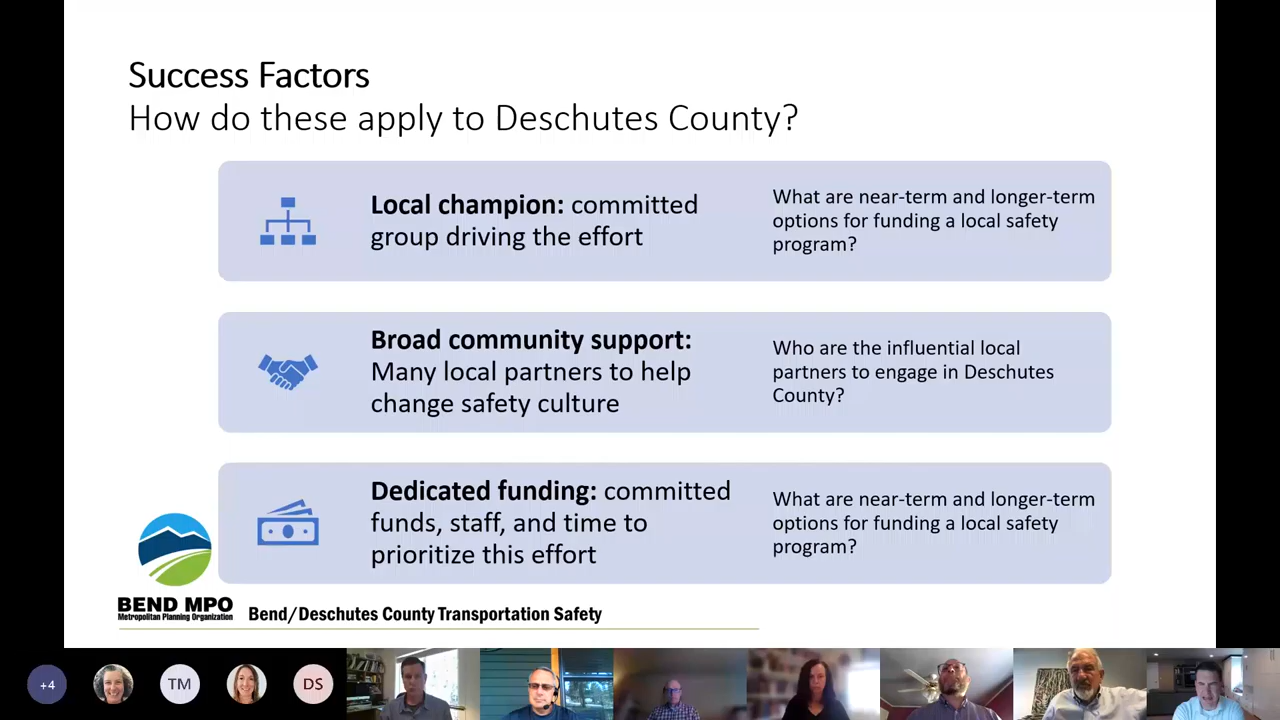 Success Factors
How do these apply to Deschutes County?
Local champion: committed
group driving the effort
What are near-term and longer-term
options for funding a local safety
program?
Broad community support:
Many local partners to help
change safety culture
Who are the influential local
partners to engage in Deschutes
County?
Dedicated funding: committed
funds, staff, and time to
prioritize this effort
What are near-term and longer-term
options for funding a local safety
program?
BEND MPO
Metropolitan Planning Organization
Bend/Deschutes County Transportation Safety
+4
TM
DS